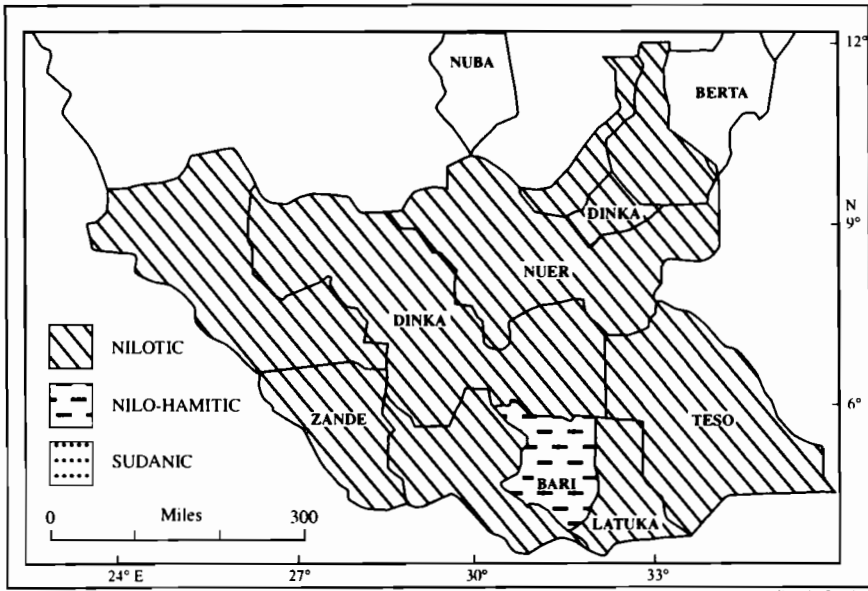 NUBA
12°
BERTA
N
9°
DINKA
NUER
DINKA
NILOTIC
NILO-HAMITIC
SUDANIC
ZANDE
TESO
6°
BARI
LATUKA
0 Miles 300
24° E 27° 30° 33°